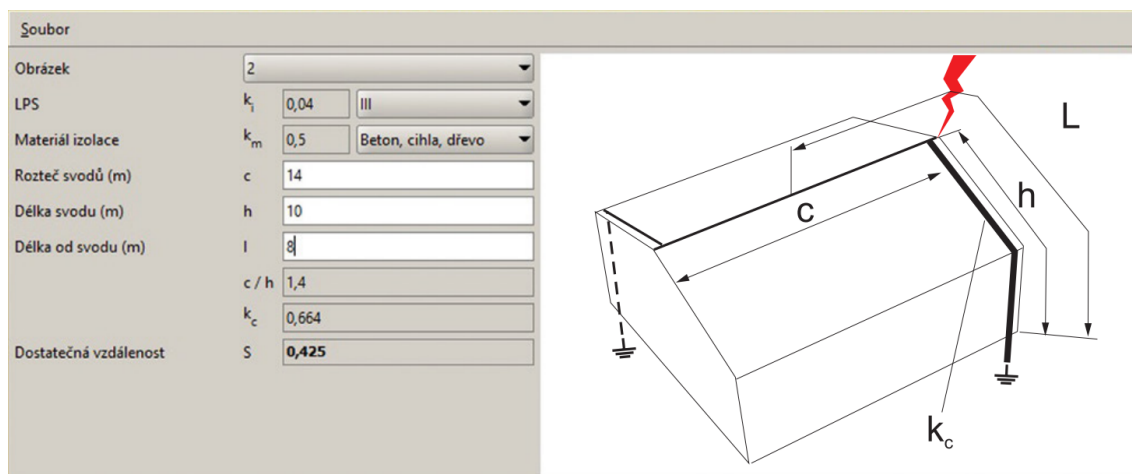 Soubor
Obrázek 2
LPS ki 0,04 III
Materiál izolace km 0,5 Beton, cihla, dřevo
Rozteč svodů (m) c 14
Délka svodu (m) h 10
Délka od svodu (m) l 8
c / h 1,4
kc 0,664
Dostatečná vzdálenost S 0,425
L
h
c
kc